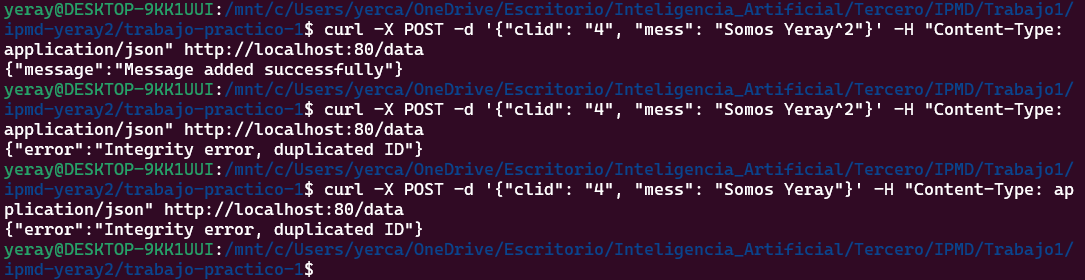 yeray@DESKTOP-9KK1UUI:/mnt/c/Users/yerca/OneDrive/Escritorio/Inteligencia_Artificial/Tercero/IPMD/Trabajo1/
ipmd-yeray2/trabajo-practico-1$ curl -X POST -d '{"clid": "4", "mess": "Somos Yeray^2"}' -H "Content-Type:
application/json" http://localhost:80/data
{"message":"Message added successfully"}
yeray@DESKTOP-9KK1UUI:/mnt/c/Users/yerca/OneDrive/Escritorio/Inteligencia_Artificial/Tercero/IPMD/Trabajo1/
ipmd-yeray2/trabajo-practico-1$ curl -X POST -d '{"clid": "4", "mess": "Somos Yeray^2"}' -H "Content-Type:
application/json" http://localhost:80/data
{"error":"Integrity error, duplicated ID"}
yeray@DESKTOP-9KK1UUI:/mnt/c/Users/yerca/OneDrive/Escritorio/Inteligencia_Artificial/Tercero/IPMD/Trabajo1/
ipmd-yeray2/trabajo-practico-1$ curl -X POST -d '{"clid": "4", "mess": "Somos Yeray"}' -H "Content-Type: ap
plication/json" http://localhost:80/data
{"error":"Integrity error, duplicated ID"}
yeray@DESKTOP-9KK1UUI:/mnt/c/Users/yerca/OneDrive/Escritorio/Inteligencia_Artificial/Tercero/IPMD/Trabajo1/
ipmd-yeray2/trabajo-practico-1$